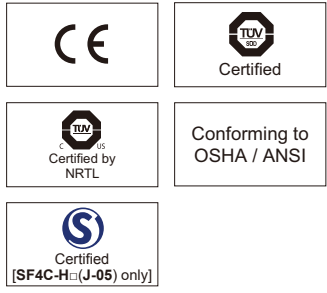 CE
TÜV
SÜD
Certified
TÜV
C US
Certified by
NRTL
Conforming to
OSHA / ANSI
S
Certified
[SF4C-H□(J-05) only]